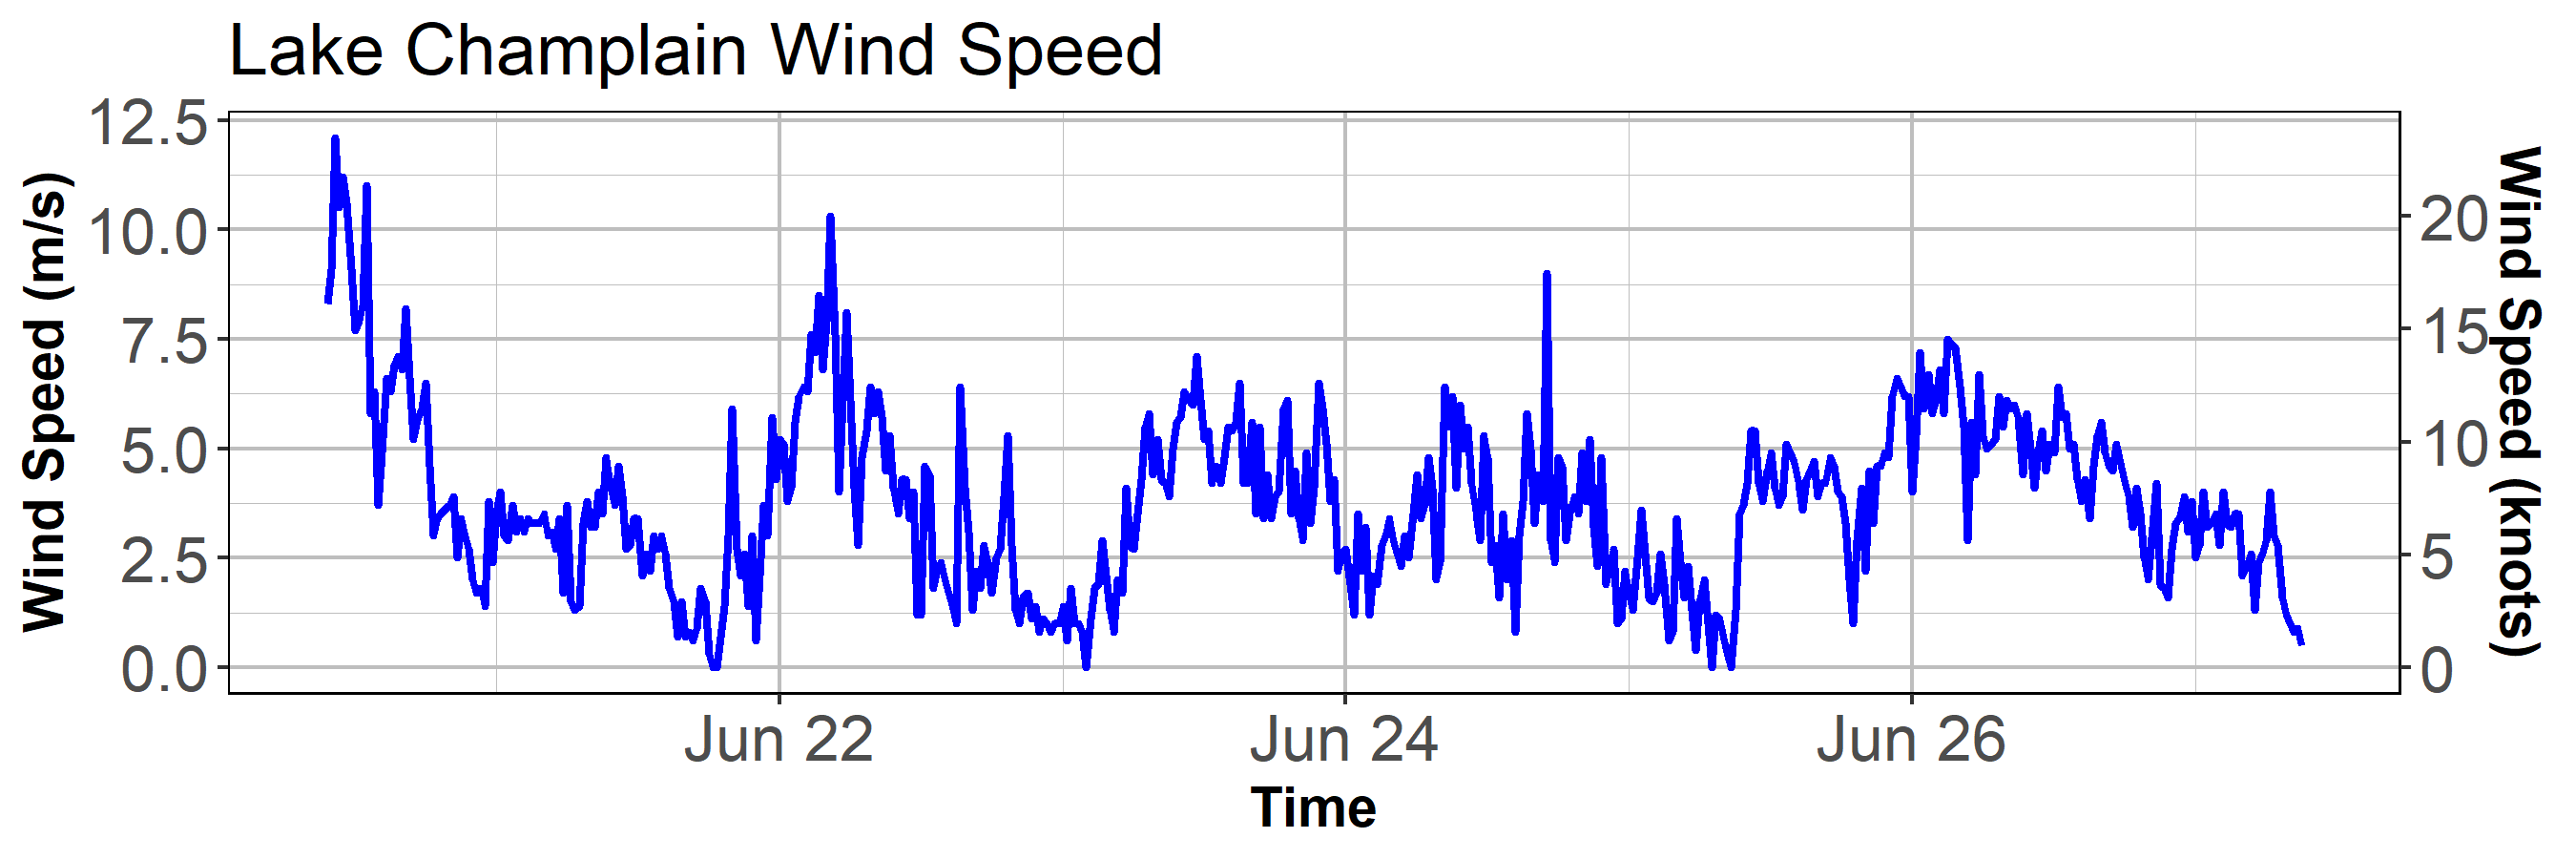 Lake Champlain Wind Speed
Wind Speed (m/s)
12.5
10.0
7.5
5.0
2.5
0.0
20
15
10
5
0
Wind Speed (knots)
Jun 22
Jun 24
Jun 26
Time